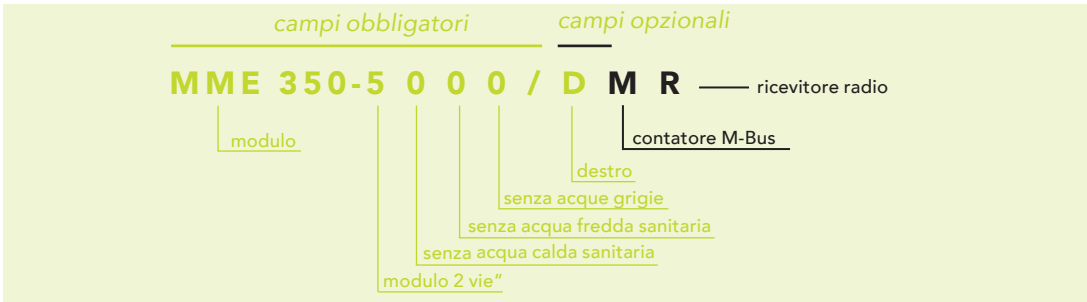 campi obbligatori campi opzionali
MME 350-5 0 0 0 / D M R ricevitore radio
modulo contatore M-Bus
destro
senza acque grigie
senza acqua fredda sanitaria
senza acqua calda sanitaria
modulo 2 vie”